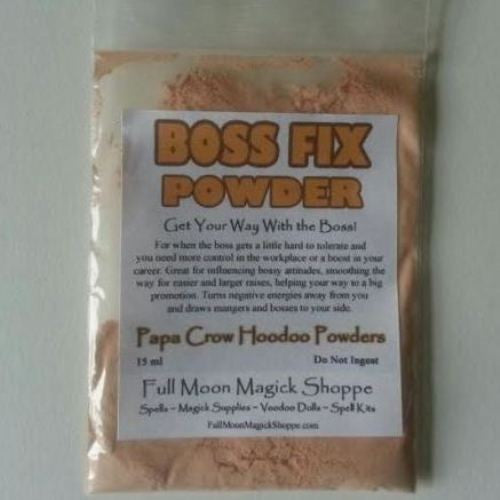 BOSS FIX
POWDER
Get Your Way With the Boss!
For when the boss gets a little hard to tolerate and
you need more control in the workplace or a boost in your
career. Great for influencing bossy attitudes, smoothing the
way for easier and larger raises, helping your way to a big
promotion. Turns negative energies away from you
and draws mangers and bosses to your side.
Papa Crow Hoodoo Powders
15 ml Do Not Ingest
Full Moon Magick Shoppe
Spells ~ Magick Supplies ~ Voodoo Dolls ~ Spell Kits
FullMoonMagickShoppe.com